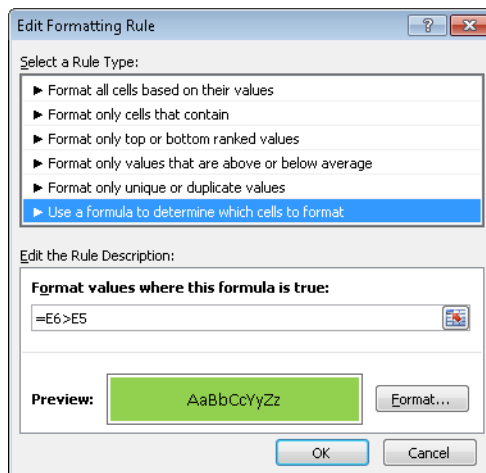 Edit Formatting Rule
Select a Rule Type:
► Format all cells based on their values
► Format only cells that contain
► Format only top or bottom ranked values
► Format only values that are above or below average
► Format only unique or duplicate values
► Use a formula to determine which cells to format
Edit the Rule Description:
Format values where this formula is true:
=E6>E5
Preview: AaBbCcYyZz Format...
OK Cancel